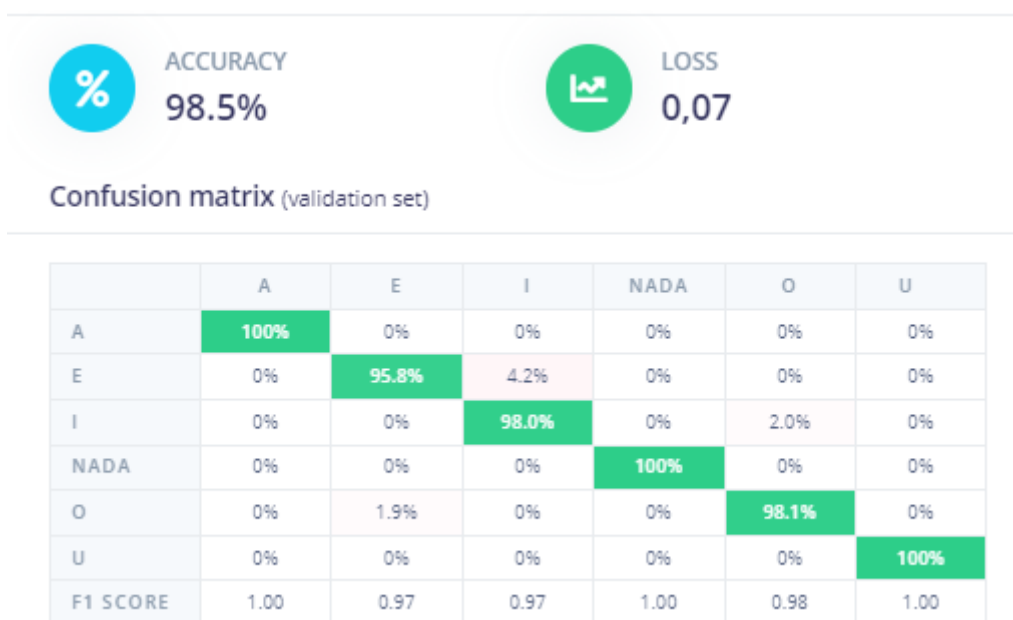 ACCURACY LOSS
% 98.5% 0,07
Confusion matrix (validation set)
A E I NADA O U
A 100% 0% 0% 0% 0% 0%
E 0% 95.8% 4.2% 0% 0% 0%
I 0% 0% 98.0% 0% 2.0% 0%
NADA 0% 0% 0% 100% 0% 0%
O 0% 1.9% 0% 0% 98.1% 0%
U 0% 0% 0% 0% 0% 100%
F1 SCORE 1.00 0.97 0.97 1.00 0.98 1.00